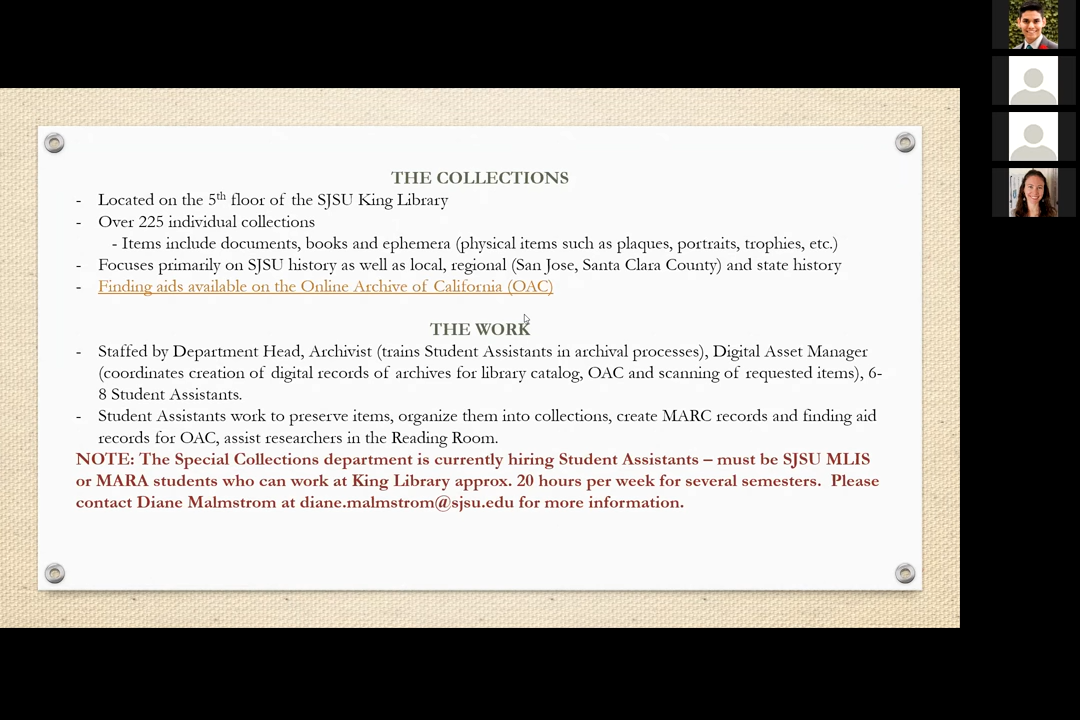 THE COLLECTIONS
- Located on the 5th floor of the SJSU King Library
- Over 225 individual collections
- Items include documents, books and ephemera (physical items such as plaques, portraits, trophies, etc.)
- Focuses primarily on SJSU history as well as local, regional (San Jose, Santa Clara County) and state history
- Finding aids available on the Online Archive of California (OAC)
THE WORK
- Staffed by Department Head, Archivist (trains Student Assistants in archival processes), Digital Asset Manager
(coordinates creation of digital records of archives for library catalog, OAC and scanning of requested items), 6-
8 Student Assistants.
- Student Assistants work to preserve items, organize them into collections, create MARC records and finding aid
records for OAC, assist researchers in the Reading Room.
NOTE: The Special Collections department is currently hiring Student Assistants – must be SJSU MLIS
or MARA students who can work at King Library approx. 20 hours per week for several semesters. Please
contact Diane Malmstrom at diane.malmstrom@sjsu.edu for more information.